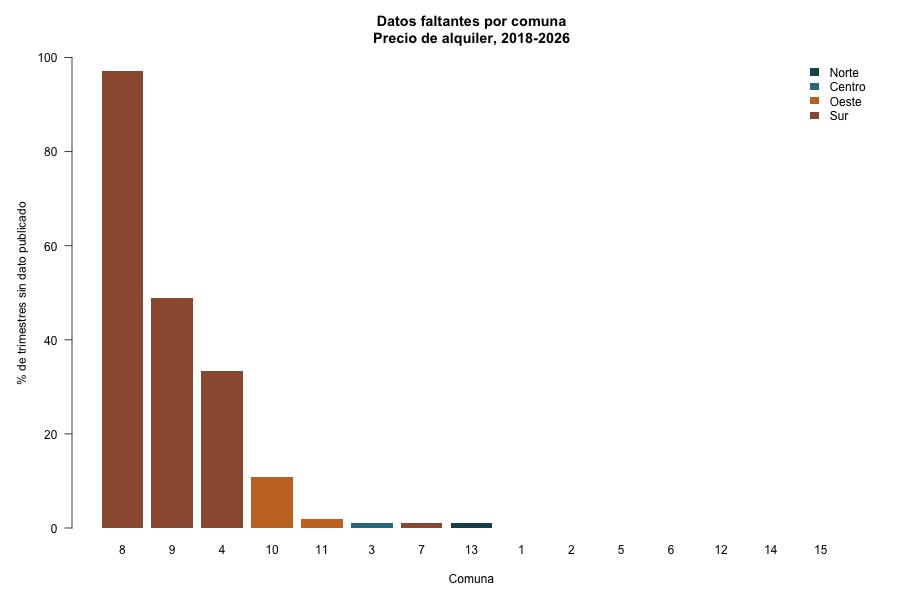 Datos faltantes por comuna
Precio de alquiler, 2018-2026
Norte
Centro
Oeste
Sur
% de trimestres sin dato publicado
100
80
60
40
20
0
8 9 4 10 11 3 7 13 1 2 5 6 12 14 15
Comuna